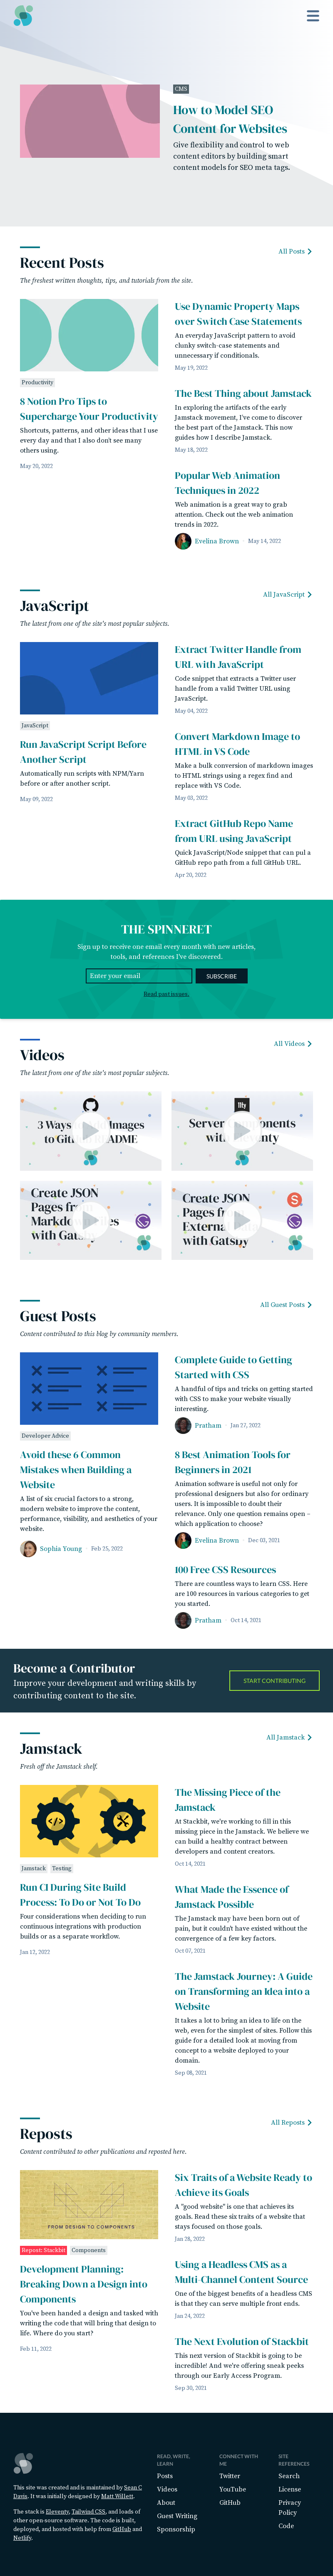 CMS
How to Model SEO
Content for Websites
Give flexibility and control to web
content editors by building smart
content models for SEO meta tags.
All Posts
Recent Posts
The freshest written thoughts, tips, and tutorials from the site.
Productivity
8 Notion Pro Tips to
Supercharge Your Productivity
Shortcuts, patterns, and other ideas that I use
every day and that I also don't see many
others using.
May 20, 2022
Use Dynamic Property Maps
over Switch Case Statements
An everyday JavaScript pattern to avoid
clunky switch-case statements and
unnecessary if conditionals.
May 19, 2022
The Best Thing about Jamstack
In exploring the artifacts of the early
Jamstack movement, I've come to discover
the best part of the Jamstack. This now
guides how I describe Jamstack.
May 18, 2022
Popular Web Animation
Techniques in 2022
Web animation is a great way to grab
attention. Check out the web animation
trends in 2022.
Evelina Brown · May 14, 2022
All JavaScript
JavaScript
The latest from one of the site's most popular subjects.
JavaScript
Run JavaScript Script Before
Another Script
Automatically run scripts with NPM/Yarn
before or after another script.
May 09, 2022
Extract Twitter Handle from
URL with JavaScript
Code snippet that extracts a Twitter user
handle from a valid Twitter URL using
JavaScript.
May 04, 2022
Convert Markdown Image to
HTML in VS Code
Make a bulk conversion of markdown images
to HTML strings using a regex find and
replace with VS Code.
May 03, 2022
Extract GitHub Repo Name
from URL using JavaScript
Quick JavaScript/Node snippet that can pul a
GitHub repo path from a full GitHub URL.
Apr 20, 2022
THE SPINNERET
Sign up to receive one email every month with new articles,
tools, and references I've discovered.
Enter your email
SUBSCRIBE
Read past issues.
All Videos
Videos
The latest from one of the site's most popular subjects.
3 Ways Images
to Git ADME
Server onents
with nty
Create JSON
Pages from
Markd es
with Gatsby
Create JSON
Pages f
Externa
with Gatsby
All Guest Posts
Guest Posts
Content contributed to this blog by community members.
Developer Advice
Avoid these 6 Common
Mistakes when Building a
Website
A list of six crucial factors to a strong,
modern website to improve the content,
performance, visibility, and aesthetics of your
website.
Sophia Young · Feb 25, 2022
Complete Guide to Getting
Started with CSS
A handful of tips and tricks on getting started
with CSS to make your website visually
interesting.
Pratham · Jan 27, 2022
8 Best Animation Tools for
Beginners in 2021
Animation software is useful not only for
professional designers but also for ordinary
users. It is impossible to doubt their
relevance. Only one question remains open –
which application to choose?
Evelina Brown · Dec 03, 2021
100 Free CSS Resources
There are countless ways to learn CSS. Here
are 100 resources in various categories to get
you started.
Pratham · Oct 14, 2021
Become a Contributor
Improve your development and writing skills by
contributing content to the site.
START CONTRIBUTING
All Jamstack
Jamstack
Fresh off the Jamstack shelf.
Jamstack Testing
Run CI During Site Build
Process: To Do or Not To Do
Four considerations when deciding to run
continuous integrations with production
builds or as a separate workflow.
Jan 12, 2022
The Missing Piece of the
Jamstack
At Stackbit, we're working to fill in this
missing piece in the Jamstack. We believe we
can build a healthy contract between
developers and content creators.
Oct 14, 2021
What Made the Essence of
Jamstack Possible
The Jamstack may have been born out of
pain, but it couldn't have existed without the
convergence of a few key factors.
Oct 07, 2021
The Jamstack Journey: A Guide
on Transforming an Idea into a
Website
It takes a lot to bring an idea to life on the
web, even for the simplest of sites. Follow this
guide for a detailed look at moving from
concept to a website deployed to your
domain.
Sep 08, 2021
All Reposts
Reposts
Content contributed to other publications and reposted here.
FROM DESIGN TO COMPONENTS
Repost: Stackbit Components
Development Planning:
Breaking Down a Design into
Components
You've been handed a design and tasked with
writing the code that will bring that design to
life. Where do you start?
Feb 11, 2022
Six Traits of a Website Ready to
Achieve its Goals
A "good website" is one that achieves its
goals. Read these six traits of a website that
stays focused on those goals.
Jan 28, 2022
Using a Headless CMS as a
Multi-Channel Content Source
One of the biggest benefits of a headless CMS
is that they can serve multiple front ends.
Jan 24, 2022
The Next Evolution of Stackbit
This next version of Stackbit is going to be
incredible! And we're offering sneak peeks
through our Early Access Program.
Sep 30, 2021
This site was created and is maintained by Sean C
Davis. It was initially designed by Matt Willett.
The stack is Eleventy, Tailwind CSS, and loads of
other open source software. The code is built,
deployed, and hosted with help from GitHub and
Netlify.
READ, WRITE,
LEARN
Posts
Videos
About
Guest Writing
Sponsorship
CONNECT WITH
ME
Twitter
YouTube
GitHub
SITE
REFERENCES
Search
License
Privacy
Policy
Code